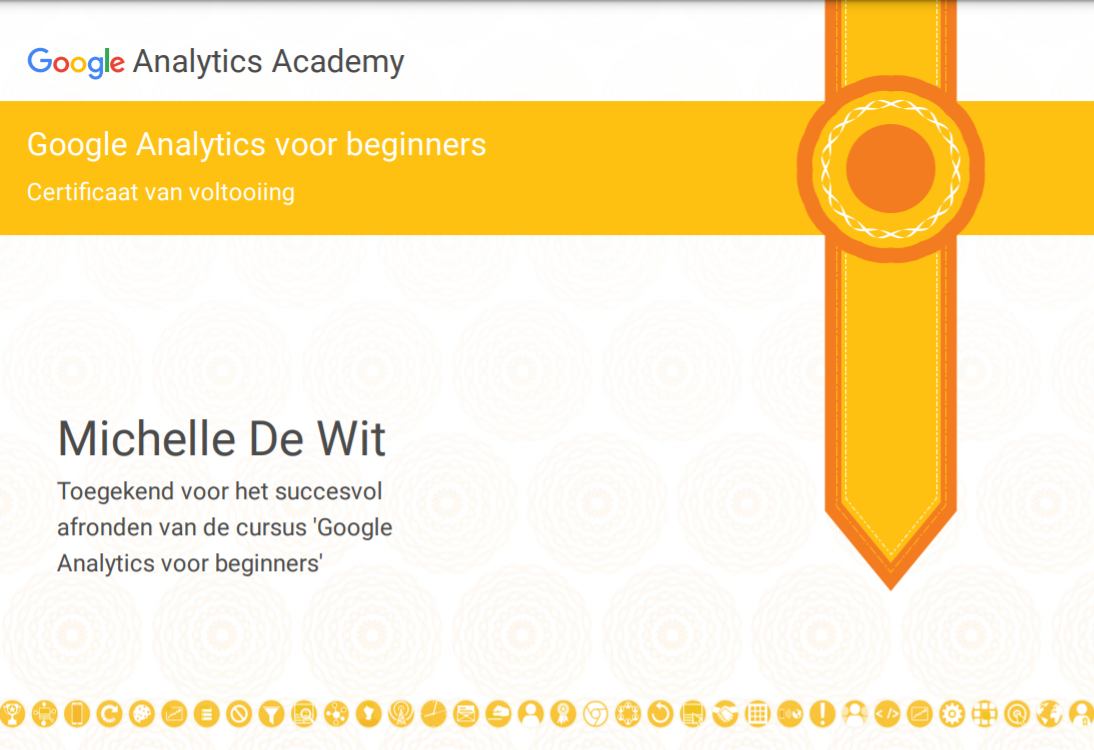 Google Analytics Academy
Google Analytics voor beginners
Certificaat van voltooiing
Michelle De Wit
Toegekend voor het succesvol
afronden van de cursus 'Google
Analytics voor beginners'